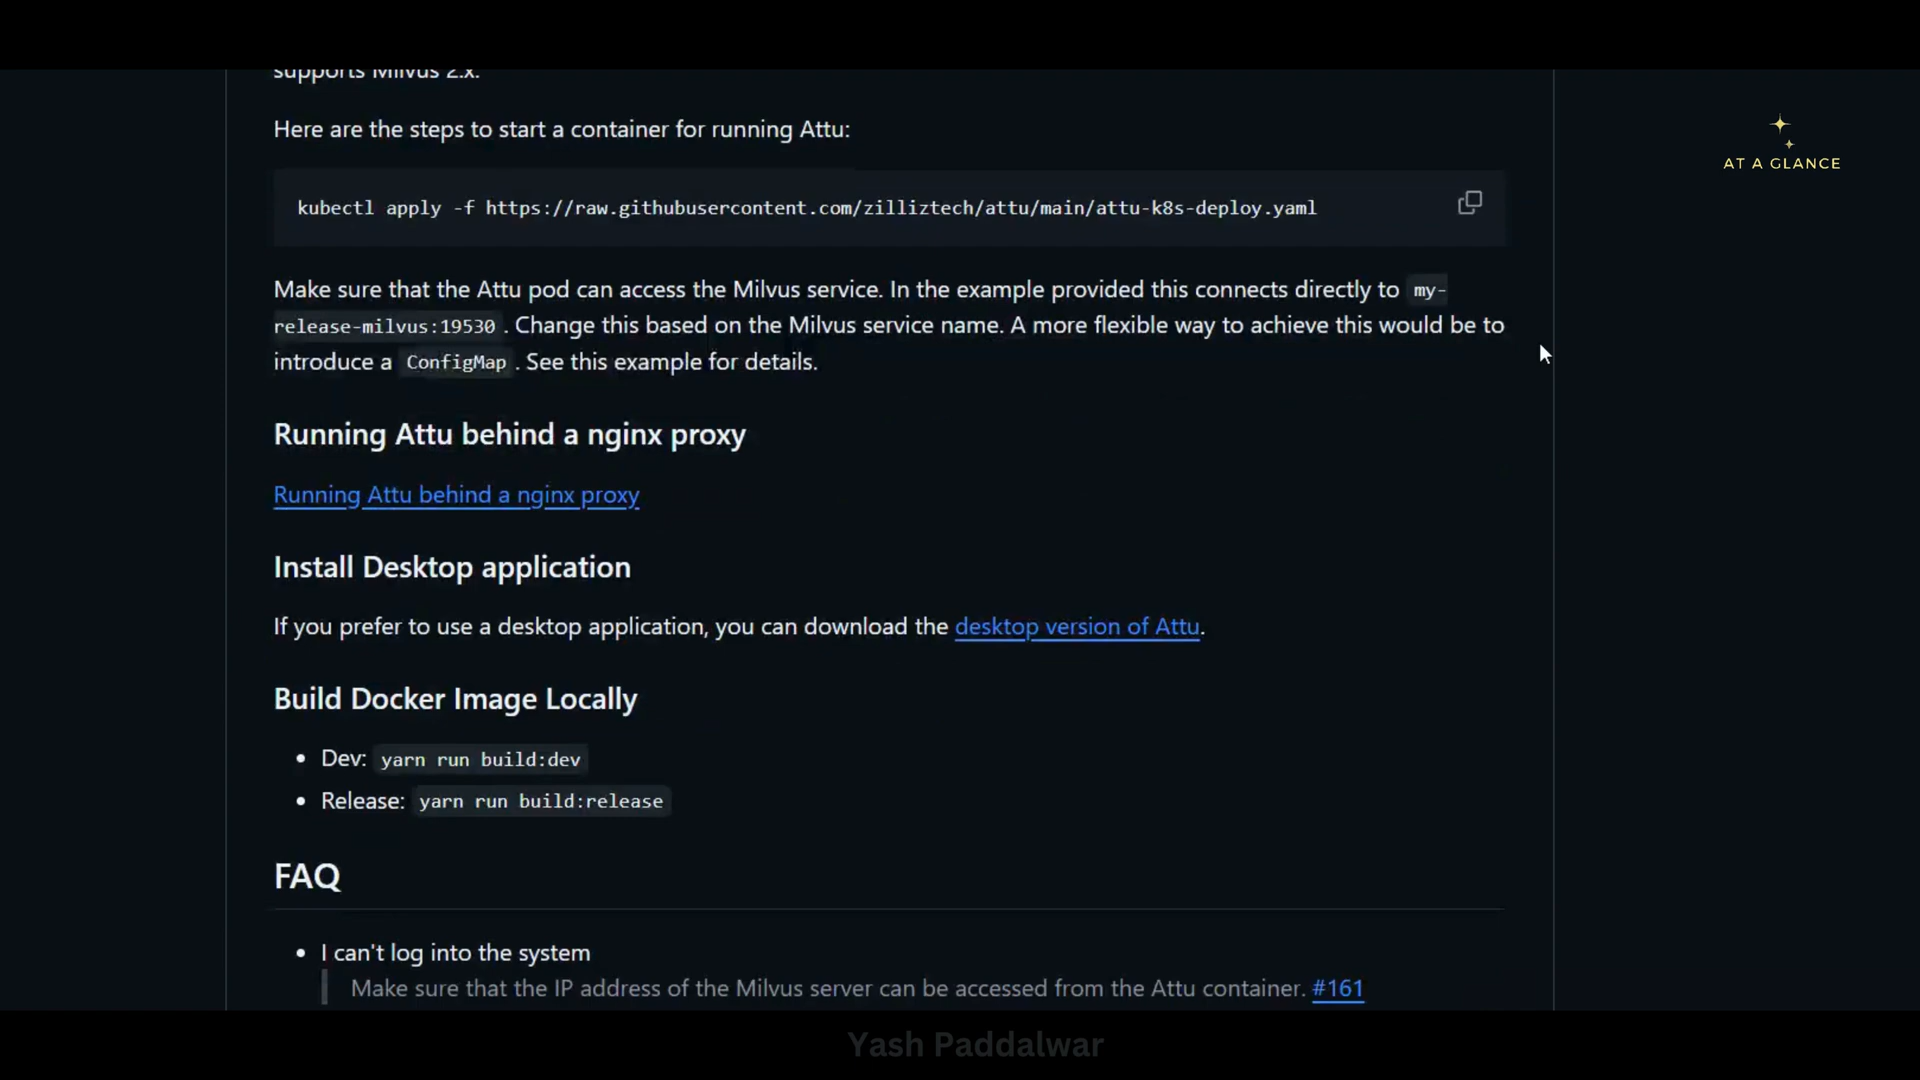 supports Milvus 2.x.
Here are the steps to start a container for running Attu:
AT A GLANCE
kubectl apply -f https://raw.githubusercontent.com/zilliztech/attu/main/attu-k8s-deploy.yaml
Make sure that the Attu pod can access the Milvus service. In the example provided this connects directly to my-
release-milvus:19530 . Change this based on the Milvus service name. A more flexible way to achieve this would be to
introduce a ConfigMap . See this example for details.
Running Attu behind a nginx proxy
Running Attu behind a nginx proxy
Install Desktop application
If you prefer to use a desktop application, you can download the desktop version of Attu.
Build Docker Image Locally
• Dev: yarn run build:dev
• Release: yarn run build:release
FAQ
• I can't log into the system
Make sure that the IP address of the Milvus server can be accessed from the Attu container. #161
Yash Paddalwar